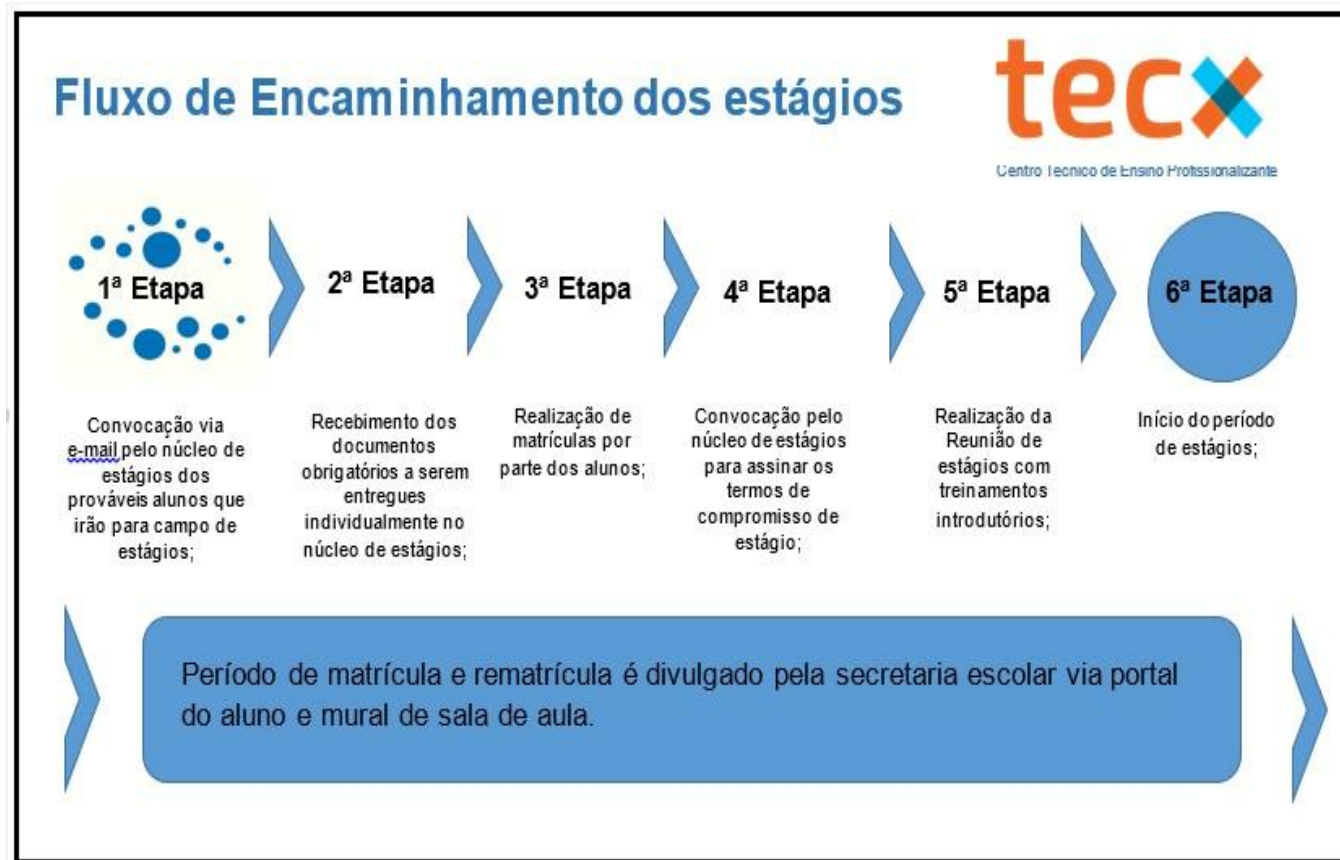 Fluxo de Encaminhamento dos estágios
tecx
Centro Técnico de Ensino Profissionalizante
1ª Etapa
2ª Etapa
3ª Etapa
4ª Etapa
5ª Etapa
6ª Etapa
Convocação via
e-mail pelo núcleo de
estágios dos
prováveis alunos que
irão para campo de
estágios;
Recebimento dos
documentos
obrigatórios a serem
entregues
individualmente no
núcleo de estágios;
Realização de
matrículas por
parte dos alunos;
Convocação pelo
núcleo de estágios
para assinar os
termos de
compromisso de
estágio;
Realização da
Reunião de
estágios com
treinamentos
introdutórios;
Início do período
de estágios;
Período de matrícula e rematrícula é divulgado pela secretaria escolar via portal
do aluno e mural de sala de aula.